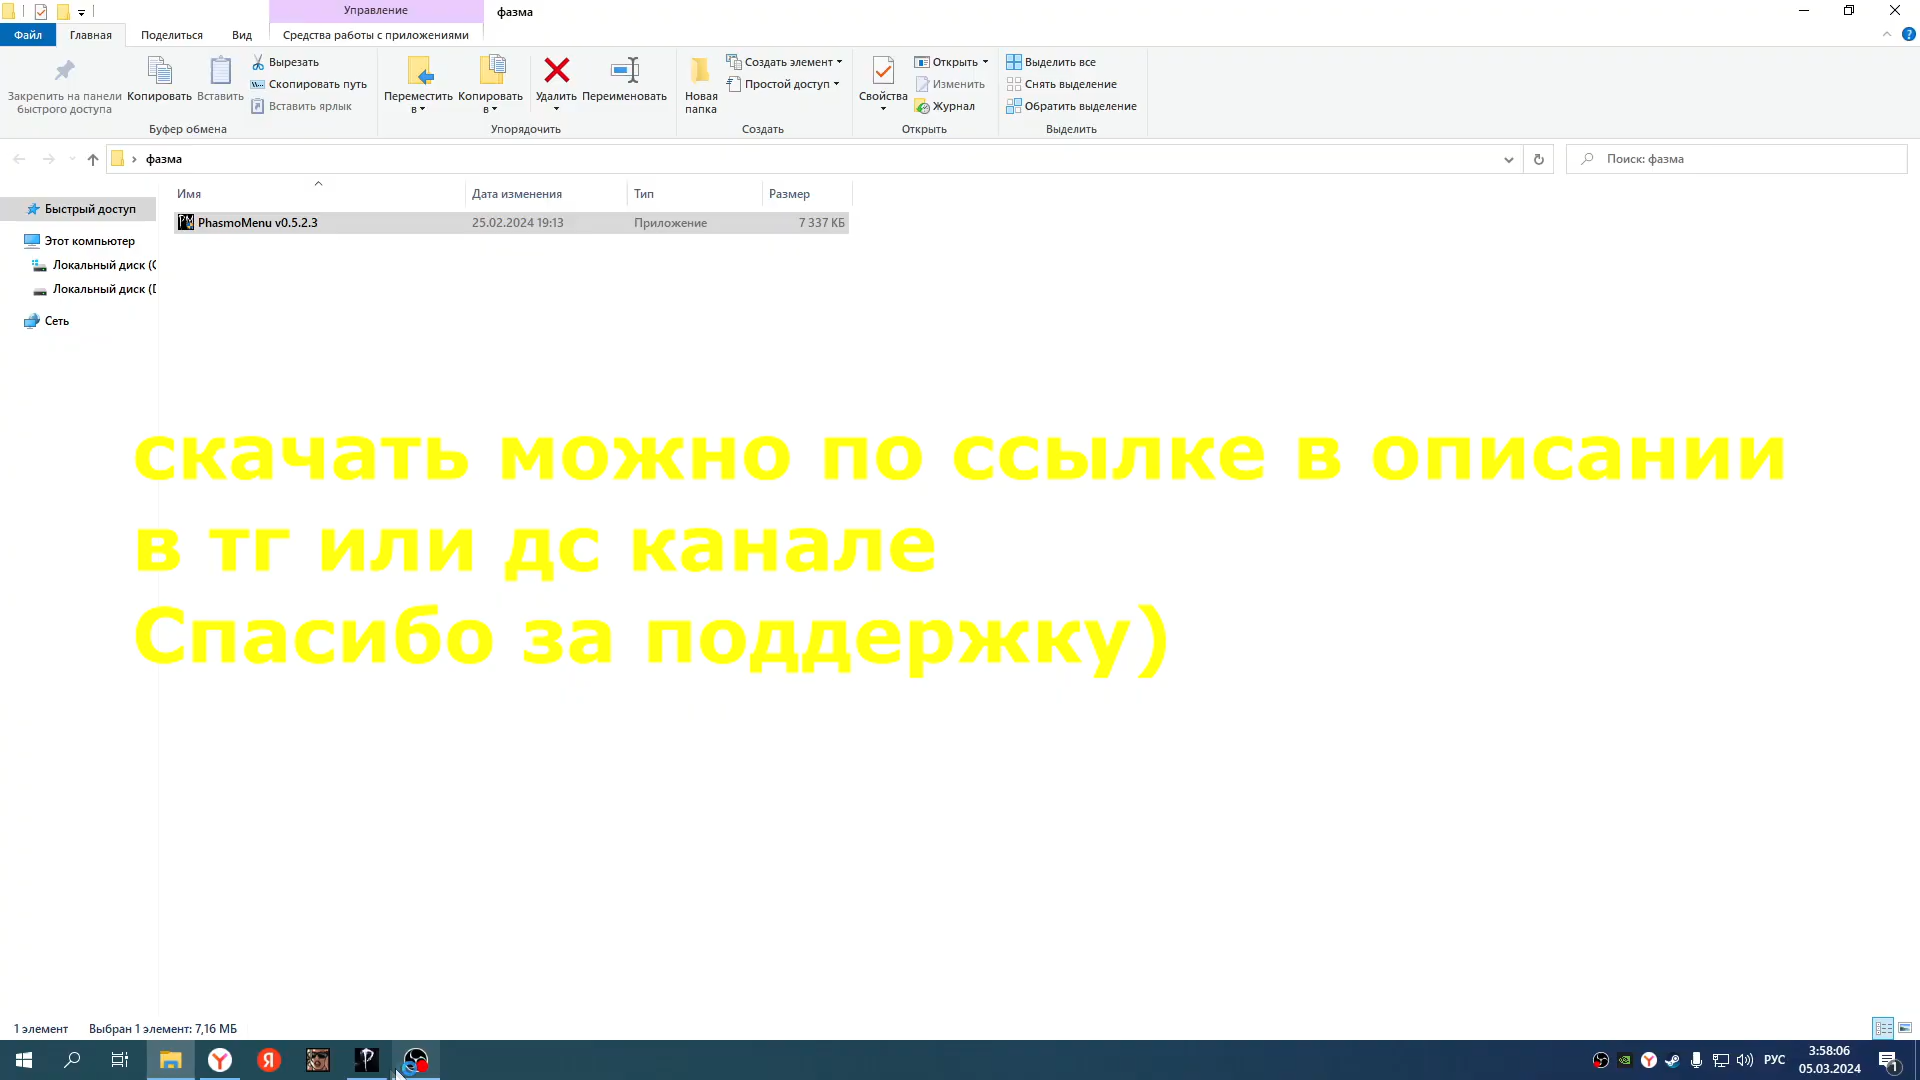 Управление
фазма
Файл
Главная
Поделиться
Вид
Средства работы с приложениями
Закрепить на панели быстрого доступа
Копировать
Вставить
Вырезать
Скопировать путь
Вставить ярлык
Буфер обмена
Переместить в
Копировать в
Удалить
Переименовать
Упорядочить
Новая папка
Создать элемент
Простой доступ
Создать
Свойства
Открыть
Изменить
Журнал
Открыть
Выделить все
Снять выделение
Обратить выделение
Выделить
фазма
Поиск: фазма
Быстрый доступ
Этот компьютер
Локальный диск (C
Локальный диск (D
Сеть
Имя
Дата изменения
Тип
Размер
PhasmoMenu v0.5.2.3
25.02.2024 19:13
Приложение
7 337 КБ
скачать можно по ссылке в описании
в тг или дс канале
Спасибо за поддержку)
1 элемент
Выбран 1 элемент: 7,16 МБ
РУС
3:58:06
05.03.2024
1